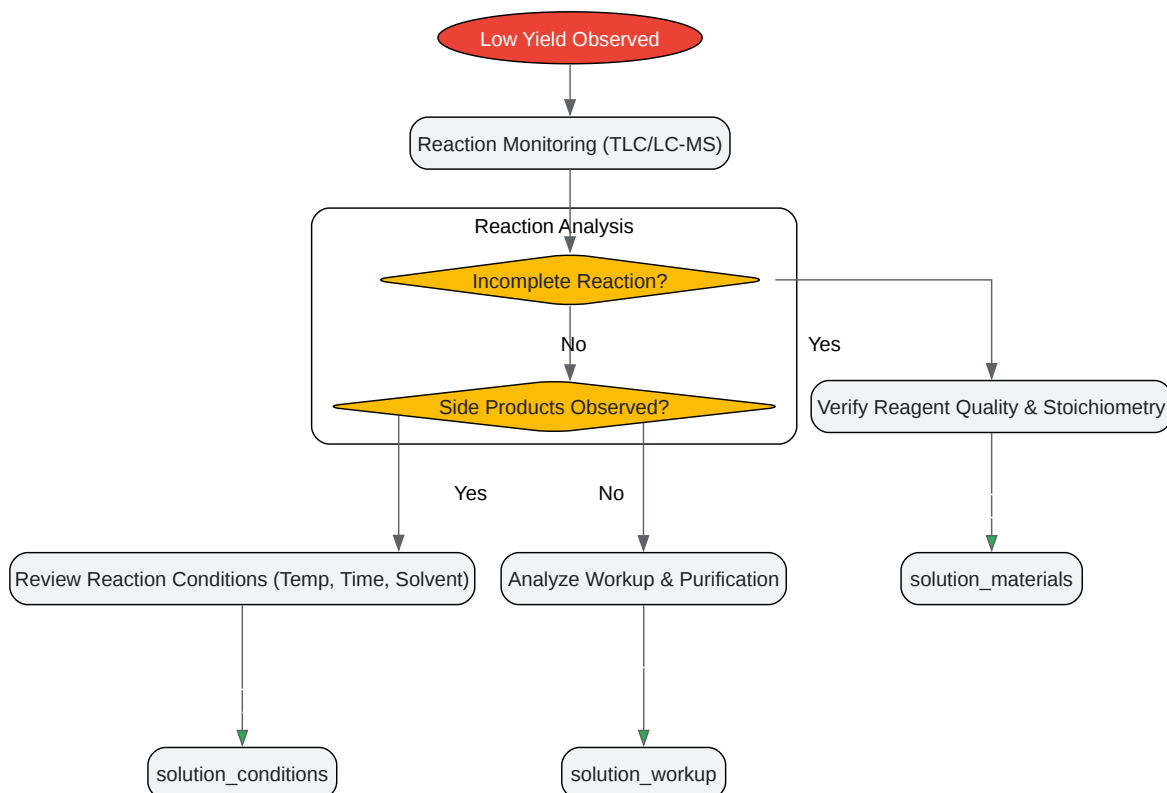 Low Yield Observed
Reaction Monitoring (TLC/LC-MS)
Reaction Analysis
Incomplete Reaction?
No
Yes
Side Products Observed?
Verify Reagent Quality & Stoichiometry
Yes
No
Review Reaction Conditions (Temp, Time, Solvent)
Analyze Workup & Purification
solution_materials
solution_conditions
solution_workup